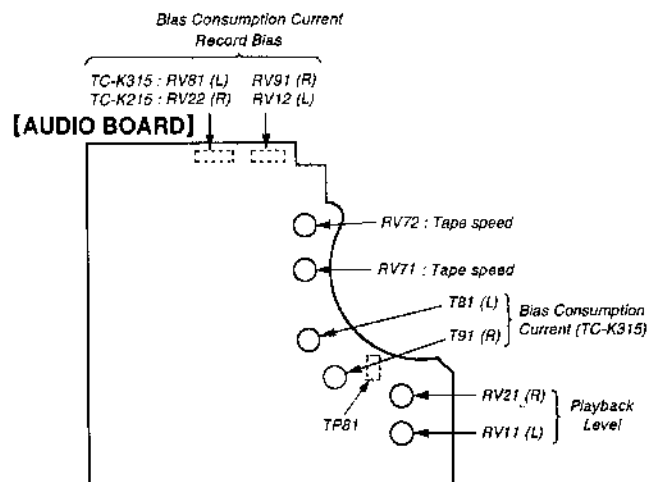 Bias Consumption Current
Record Bias
TC-K315 : RV81 (L) RV91 (R)
TC-K215 : RV22 (R) RV12 (L)
[AUDIO BOARD]
RV72 : Tape speed
RV71 : Tape speed
T81 (L)
T91 (R)
Bias Consumption
Current (TC-K315)
TP81
RV21 (R)
RV11 (L)
Playback
Level